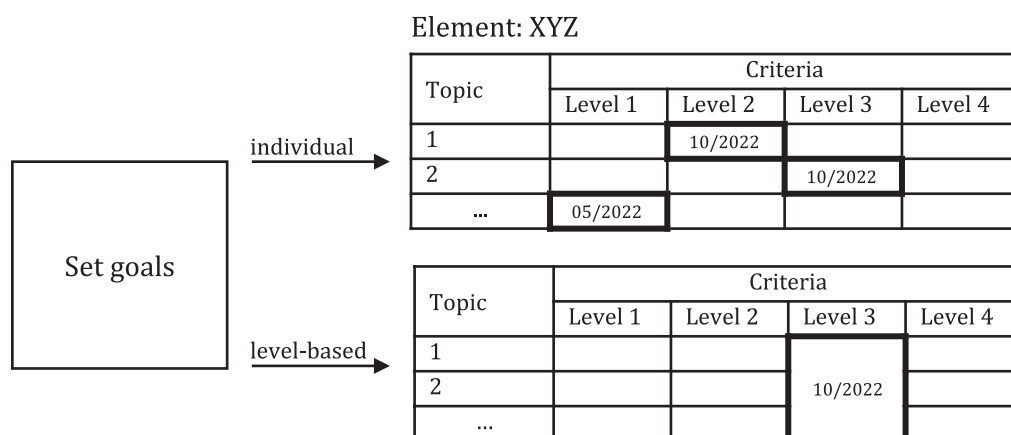 Element: XYZ
Topic
Criteria
Level 1 Level 2 Level 3 Level 4
1 10/2022
2 10/2022
... 05/2022
individual
Set goals
level-based
Topic
Criteria
Level 1 Level 2 Level 3 Level 4
1
2 10/2022
...